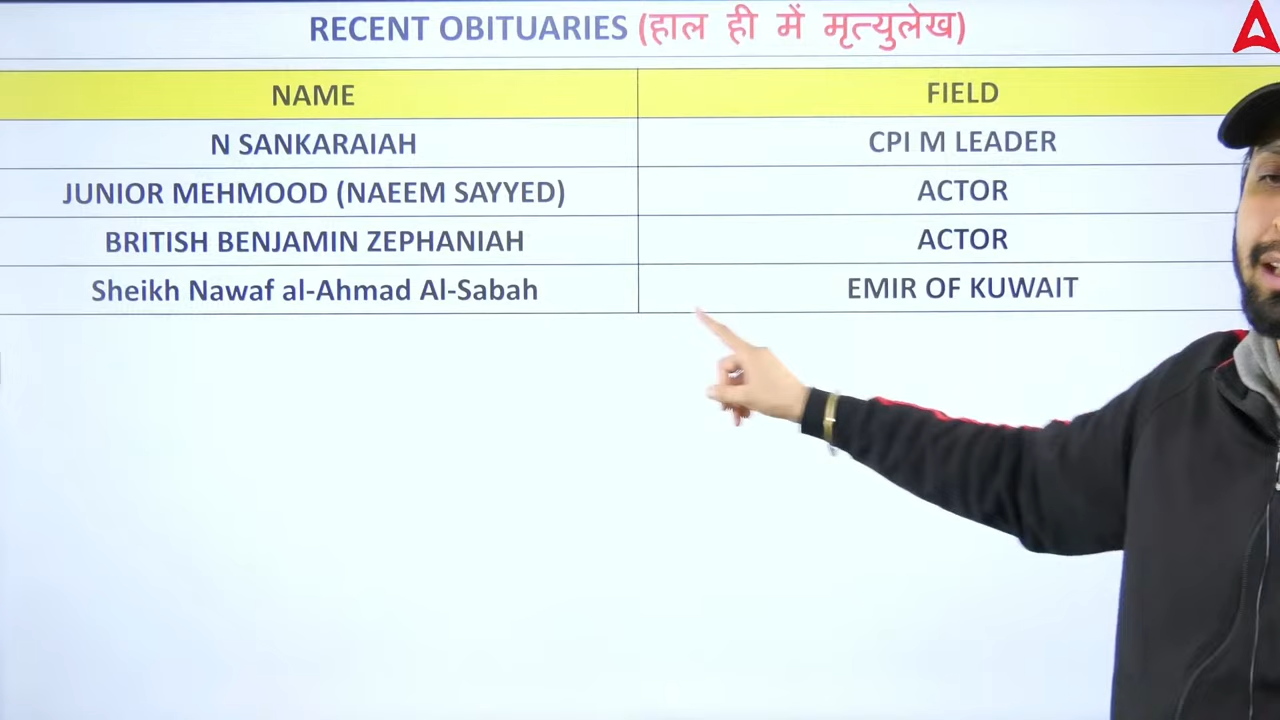 RECENT OBITUARIES (हाल ही में मृत्युलेख)
NAME FIELD
N SANKARAIAH CPI M LEADER
JUNIOR MEHMOOD (NAEEM SAYYED) ACTOR
BRITISH BENJAMIN ZEPHANIAH ACTOR
Sheikh Nawaf al-Ahmad Al-Sabah EMIR OF KUWAIT